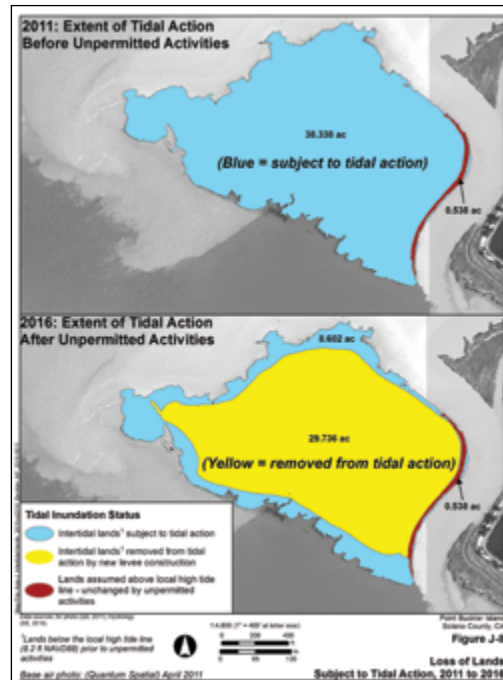 2011: Extent of Tidal Action
Before Unpermitted Activities
38.338 ac
(Blue = subject to tidal action)
0.538 ac
2016: Extent of Tidal Action
After Unpermitted Activities
8.602 ac
29.736 ac
(Yellow = removed from tidal action)
0.538 ac
Tidal Inundation Status
Intertidal lands¹ subject to tidal action
Intertidal lands¹ removed from tidal
action by new levee construction
Lands assumed above local high tide
line - unchanged by unpermitted
activities
¹Lands below the local high tide line
(8.2 ft NAVD88) prior to unpermitted
activities
Base air photo: (Quantum Spatial) April 2011
Point Buckler Island
Solano County, CA
Figure J-8
Loss of Lands
Subject to Tidal Action, 2011 to 2016